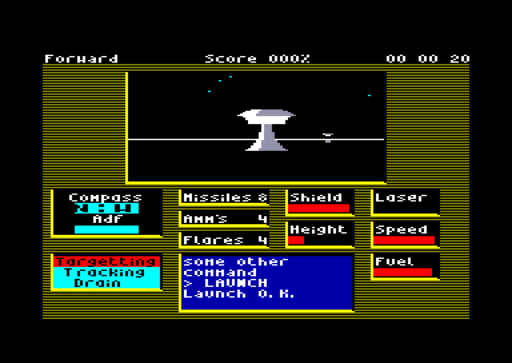 Forward Score 000% 00 00 20
Compass Missiles 8 Shield Laser
N : W
Adf AMM's 4
Flares 4 Height Speed
Targetting some other Fuel
Tracking command
Drain > LAUNCH
Launch O.K.